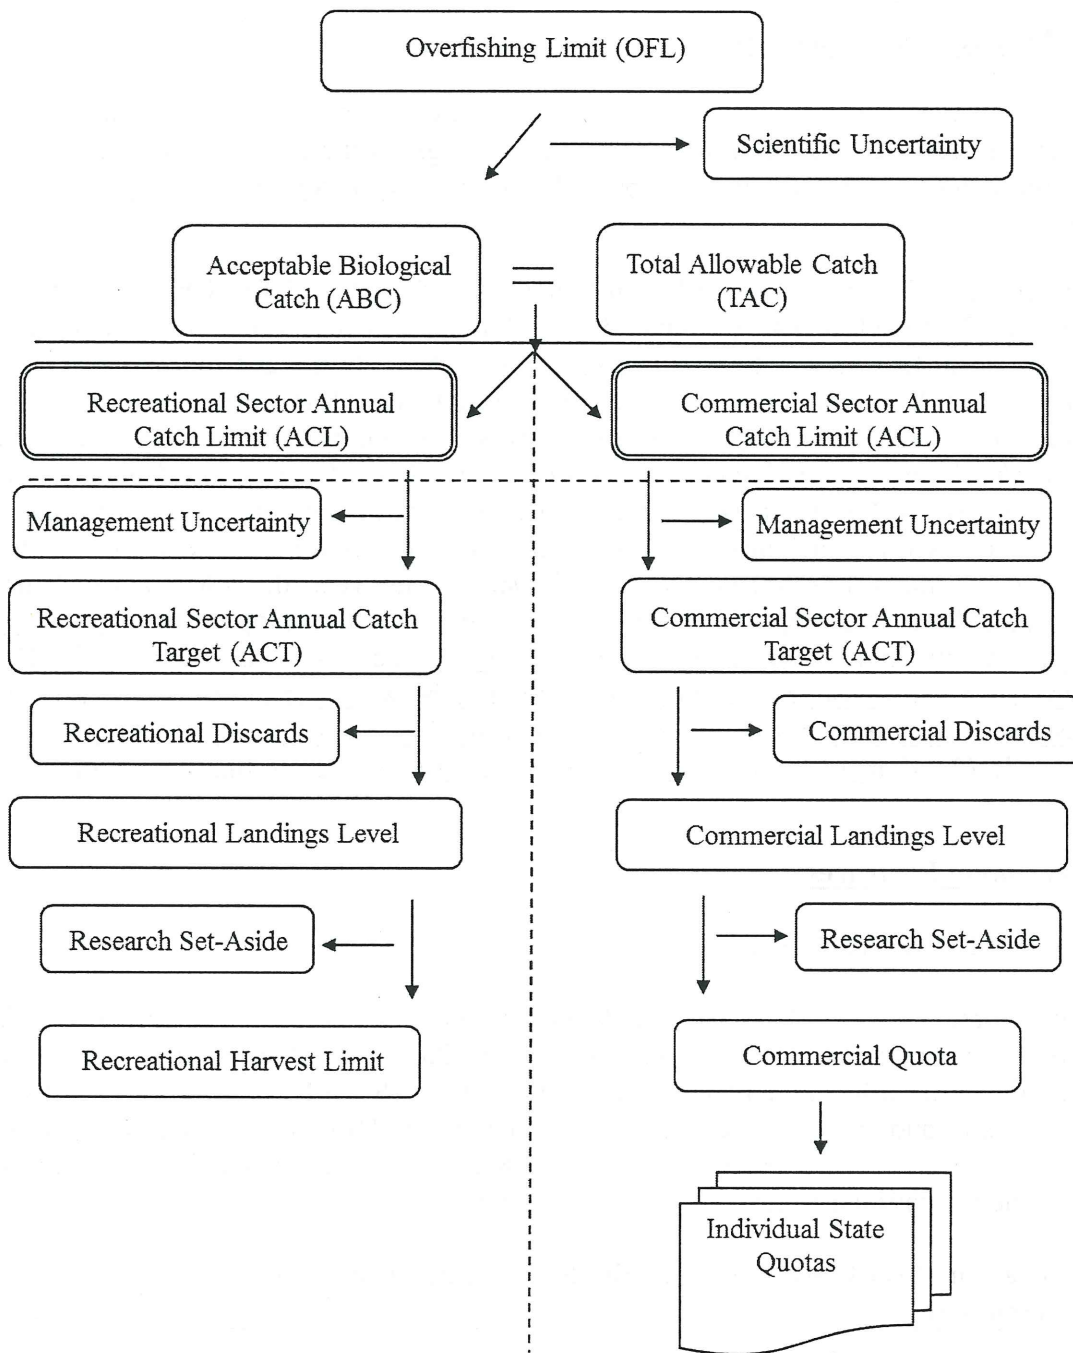 Overfishing Limit (OFL)
Scientific Uncertainty
Acceptable Biological
Catch (ABC)
Total Allowable Catch
(TAC)
Recreational Sector Annual
Catch Limit (ACL)
Commercial Sector Annual
Catch Limit (ACL)
Management Uncertainty
Management Uncertainty
Recreational Sector Annual Catch
Target (ACT)
Commercial Sector Annual Catch
Target (ACT)
Recreational Discards
Commercial Discards
Recreational Landings Level
Commercial Landings Level
Research Set-Aside
Research Set-Aside
Recreational Harvest Limit
Commercial Quota
Individual State
Quotas